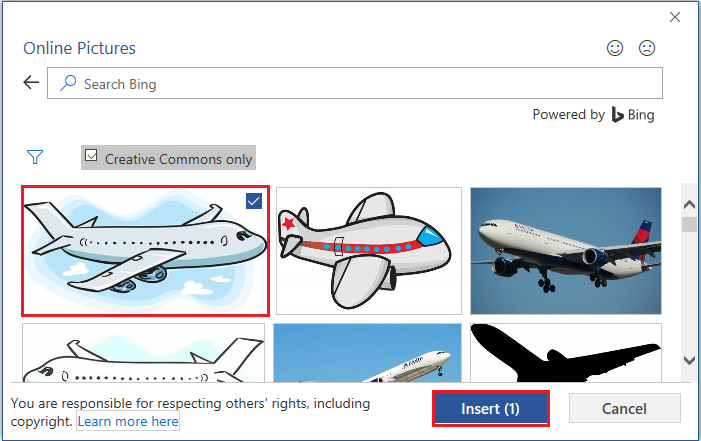 Online Pictures
Search Bing
Powered by Bing
Creative Commons only
You are responsible for respecting others' rights, including
copyright. Learn more here
Insert (1)
Cancel